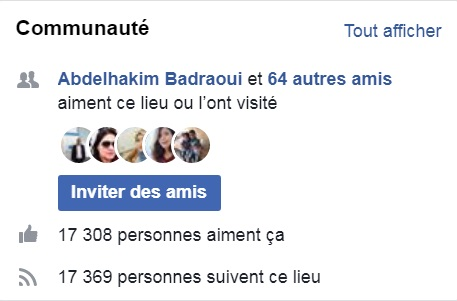 Communauté
Tout afficher
Abdelhakim Badraoui et 64 autres amis
aiment ce lieu ou l’ont visité
Inviter des amis
17 308 personnes aiment ça
17 369 personnes suivent ce lieu